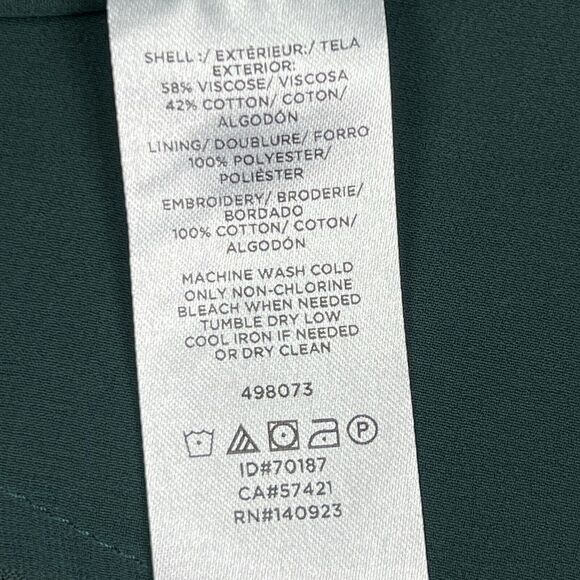 SHELL :/ EXTÉRIEUR:/ TELA
EXTERIOR:
58% VISCOSE/ VISCOSA
42% COTTON/ COTON/
ALGODÓN
LINING/ DOUBLURE/ FORRO
100% POLYESTER/
POLIÉSTER
EMBROIDERY/ BRODERIE/
BORDADO
100% COTTON/ COTON/
ALGODÓN
MACHINE WASH COLD
ONLY NON-CHLORINE
BLEACH WHEN NEEDED
TUMBLE DRY LOW
COOL IRON IF NEEDED
OR DRY CLEAN
498073
P
ID#70187
CA#57421
RN#140923